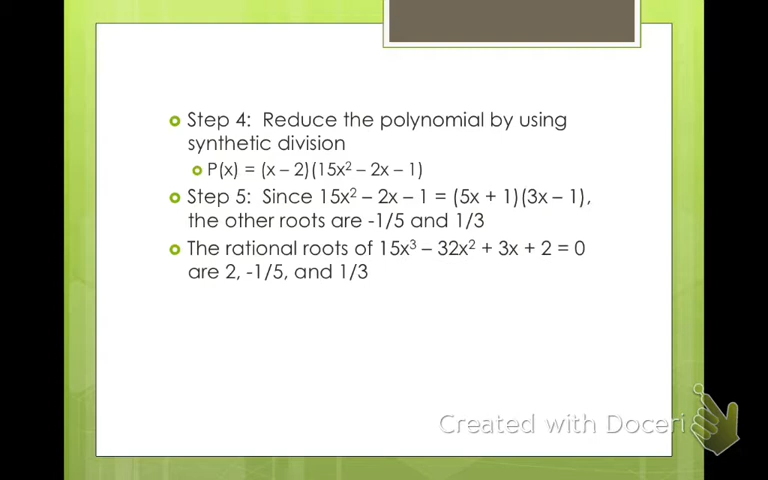 Step 4: Reduce the polynomial by using
synthetic division
P(x) = (x – 2)(15x² – 2x – 1)
Step 5: Since 15x² – 2x – 1 = (5x + 1)(3x – 1),
the other roots are -1/5 and 1/3
The rational roots of 15x³ – 32x² + 3x + 2 = 0
are 2, -1/5, and 1/3
Created with Doceri